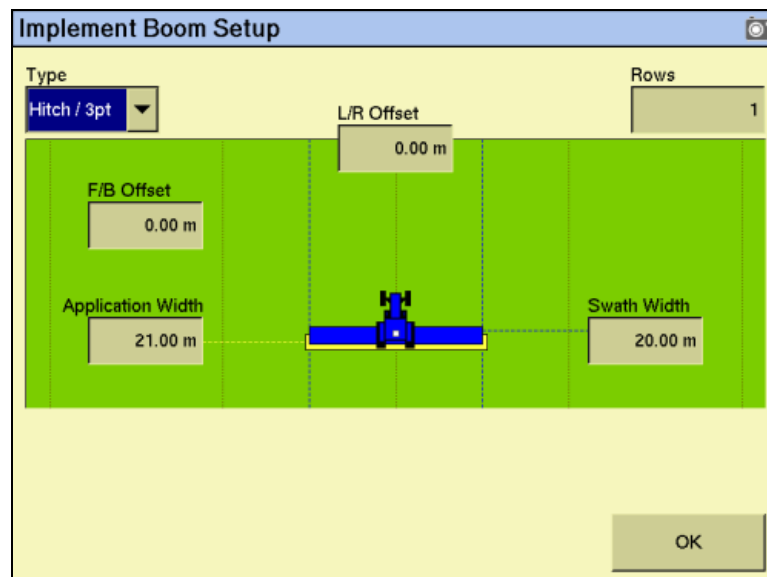 Implement Boom Setup
Type
Rows
Hitch / 3pt
1
L/R Offset
0.00 m
F/B Offset
0.00 m
Application Width
Swath Width
21.00 m
20.00 m
OK